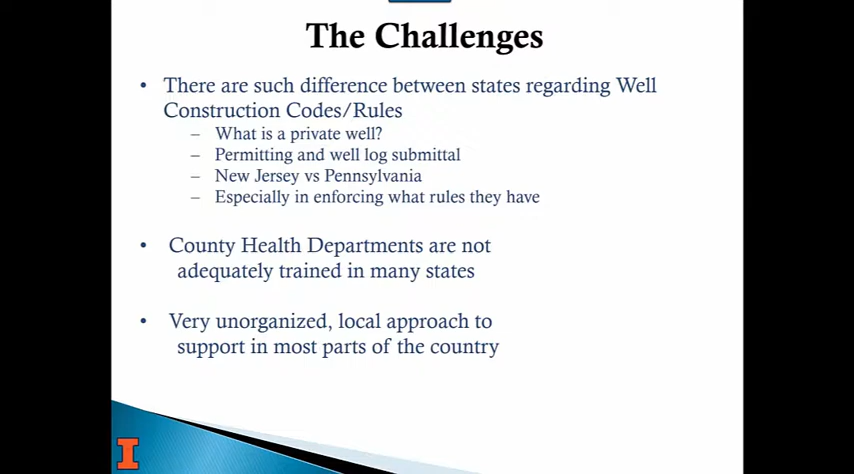 The Challenges
• There are such difference between states regarding Well
Construction Codes/Rules
– What is a private well?
– Permitting and well log submittal
– New Jersey vs Pennsylvania
– Especially in enforcing what rules they have
• County Health Departments are not
adequately trained in many states
• Very unorganized, local approach to
support in most parts of the country
I